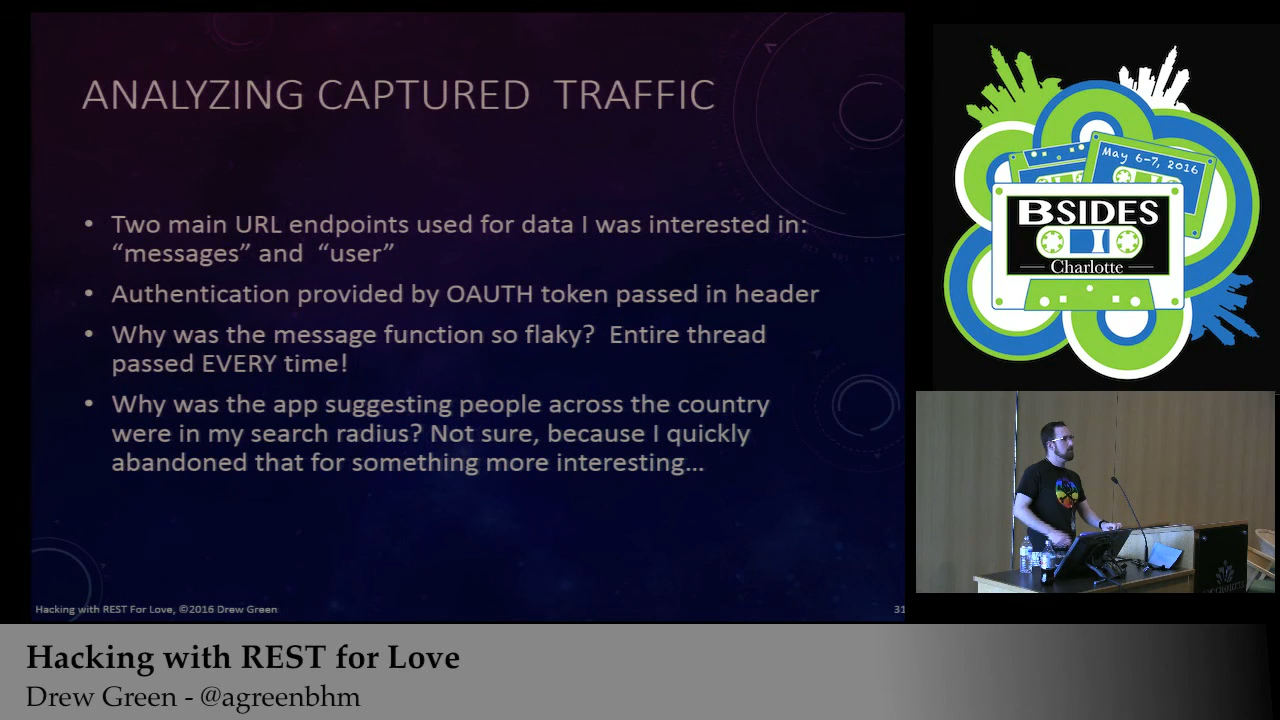 ANALYZING CAPTURED TRAFFIC
• Two main URL endpoints used for data I was interested in:
“messages” and “user”
• Authentication provided by OAUTH token passed in header
• Why was the message function so flaky? Entire thread
passed EVERY time!
• Why was the app suggesting people across the country
were in my search radius? Not sure, because I quickly
abandoned that for something more interesting…
Hacking with REST For Love, ©2016 Drew Green
31
May 6-7, 2016
BSIDES
Charlotte
Hacking with REST for Love
Drew Green - @agreenbhm